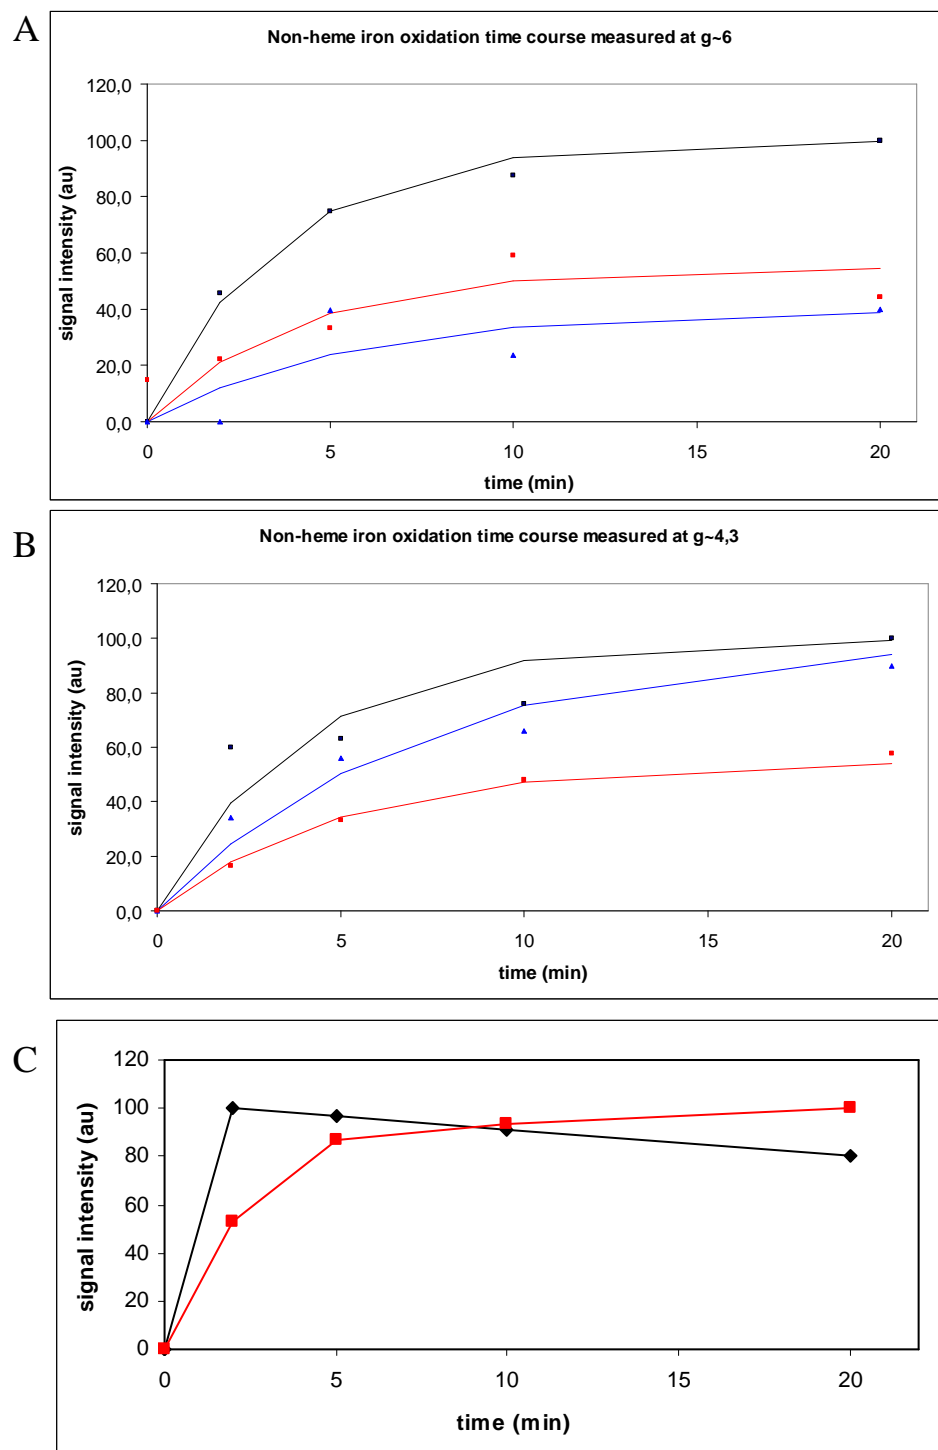 A
Non-heme iron oxidation time course measured at g~6
signal intensity (au)
120,0
100,0
80,0
60,0
40,0
20,0
0,0
0 5 10 15 20
time (min)
B
Non-heme iron oxidation time course measured at g~4,3
signal intensity (au)
120,0
100,0
80,0
60,0
40,0
20,0
0,0
0 5 10 15 20
time (min)
C
signal intensity (au)
120
100
80
60
40
20
0
0 5 10 15 20
time (min)